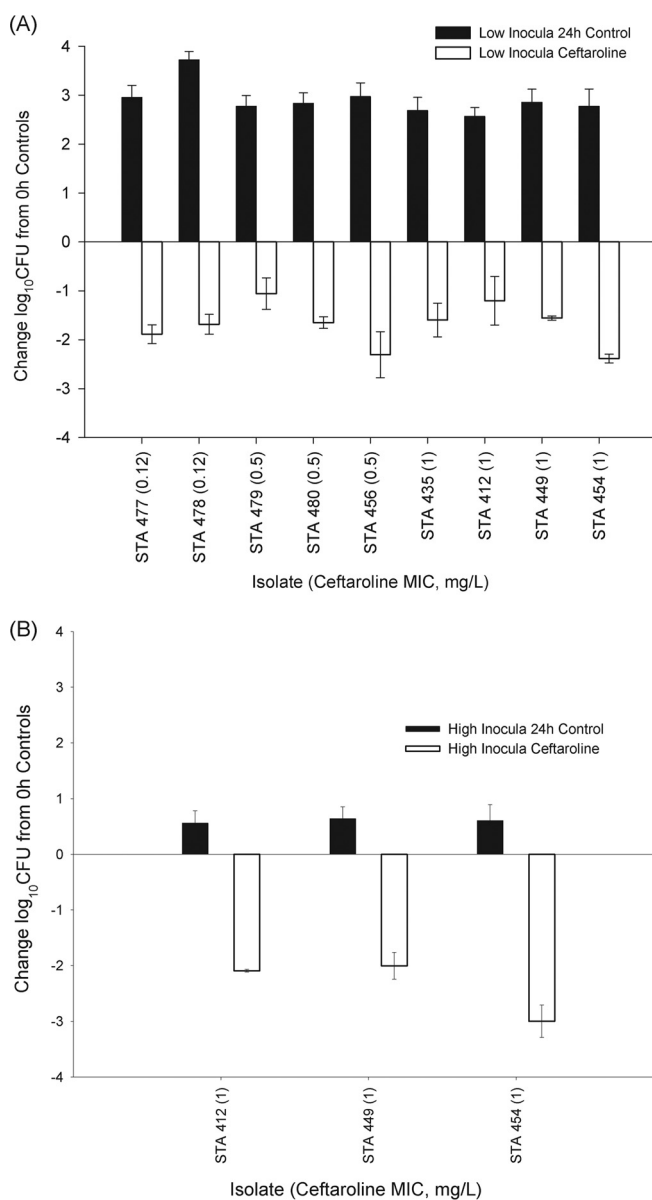 (A)
Low Inocula 24h Control
Low Inocula Ceftaroline
Change log10CFU from 0h Controls
4
3
2
1
0
-1
-2
-3
-4
STA 477 (0.12)
STA 478 (0.12)
STA 479 (0.5)
STA 480 (0.5)
STA 456 (0.5)
STA 435 (1)
STA 412 (1)
STA 449 (1)
STA 454 (1)
Isolate (Ceftaroline MIC, mg/L)
(B)
High Inocula 24h Control
High Inocula Ceftaroline
Change log10CFU from 0h Controls
4
3
2
1
0
-1
-2
-3
-4
STA 412 (1)
STA 449 (1)
STA 454 (1)
Isolate (Ceftaroline MIC, mg/L)